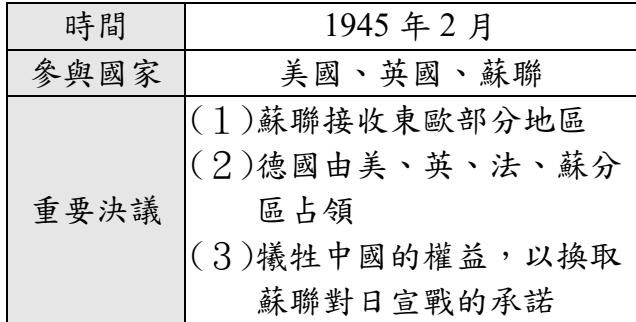 時間
1945 年 2 月
參與國家
美國、英國、蘇聯
重要決議
(1)蘇聯接收東歐部分地區
(2)德國由美、英、法、蘇分
區占領
(3)犧牲中國的權益,以換取
蘇聯對日宣戰的承諾